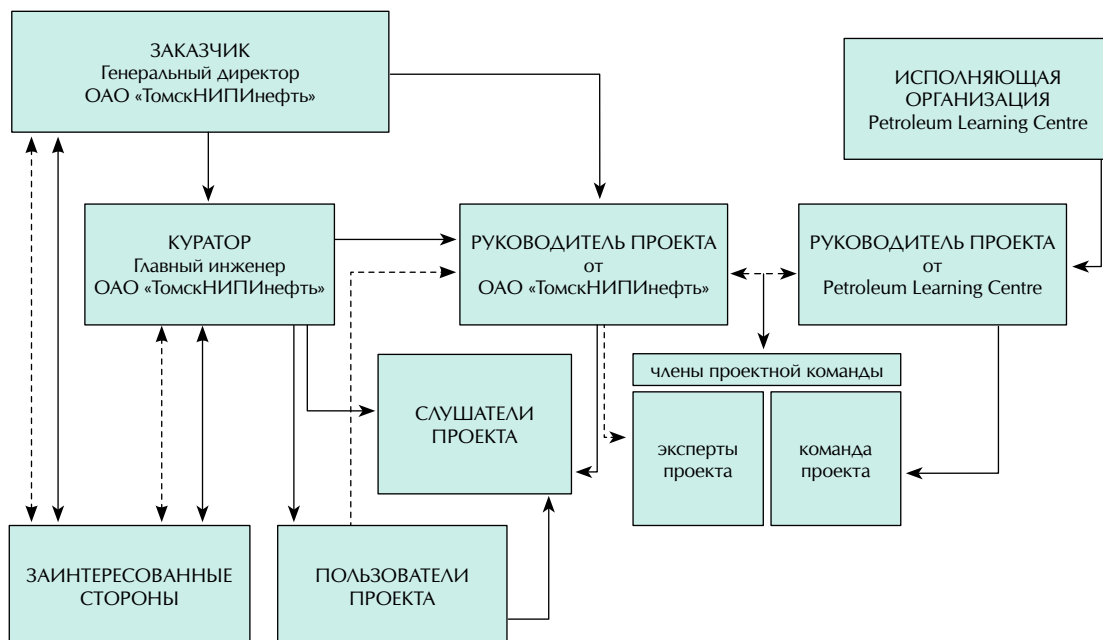 ЗАКАЗЧИК
Генеральный директор
ОАО «ТомскНИПИнефть»
ИСПОЛНЯЮЩАЯ
ОРГАНИЗАЦИЯ
Petroleum Learning Centre
КУРАТОР
Главный инженер
ОАО «ТомскНИПИнефть»
РУКОВОДИТЕЛЬ ПРОЕКТА
от
ОАО «ТомскНИПИнефть»
РУКОВОДИТЕЛЬ ПРОЕКТА
от
Petroleum Learning Centre
члены проектной команды
СЛУШАТЕЛИ
ПРОЕКТА
эксперты
проекта
команда
проекта
ЗАИНТЕРЕСОВАННЫЕ
СТОРОНЫ
ПОЛЬЗОВАТЕЛИ
ПРОЕКТА